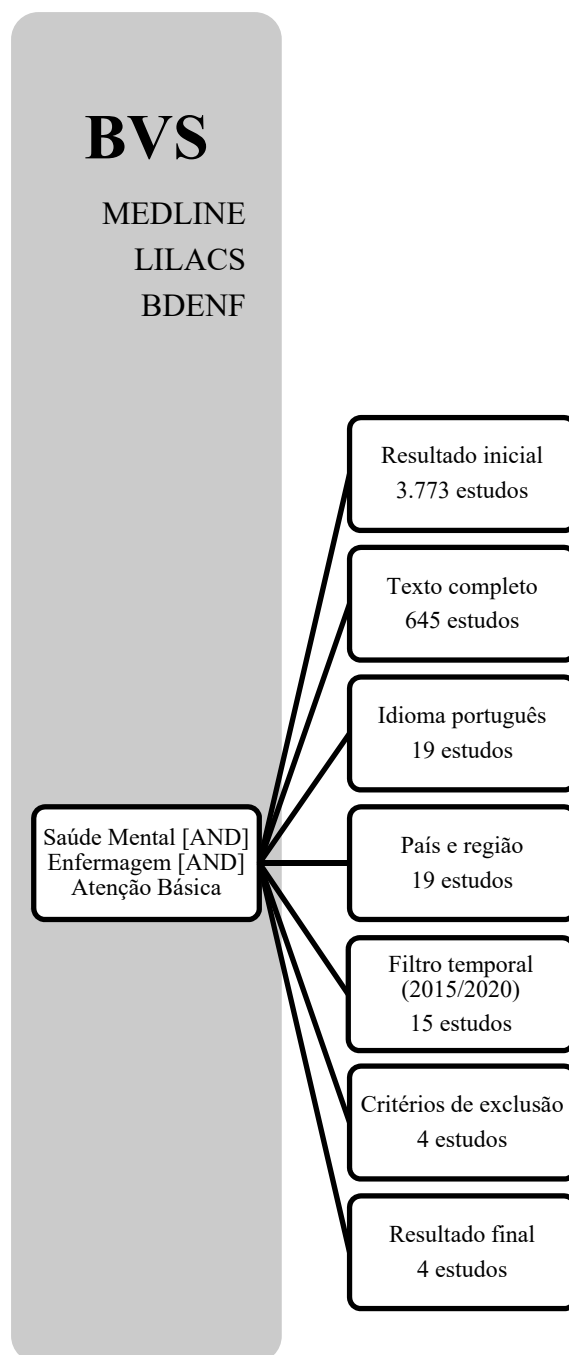 BVS
MEDLINE
LILACS
BDENF
Saúde Mental [AND]
Enfermagem [AND]
Atenção Básica
Resultado inicial
3.773 estudos
Texto completo
645 estudos
Idioma português
19 estudos
País e região
19 estudos
Filtro temporal
(2015/2020)
15 estudos
Critérios de exclusão
4 estudos
Resultado final
4 estudos